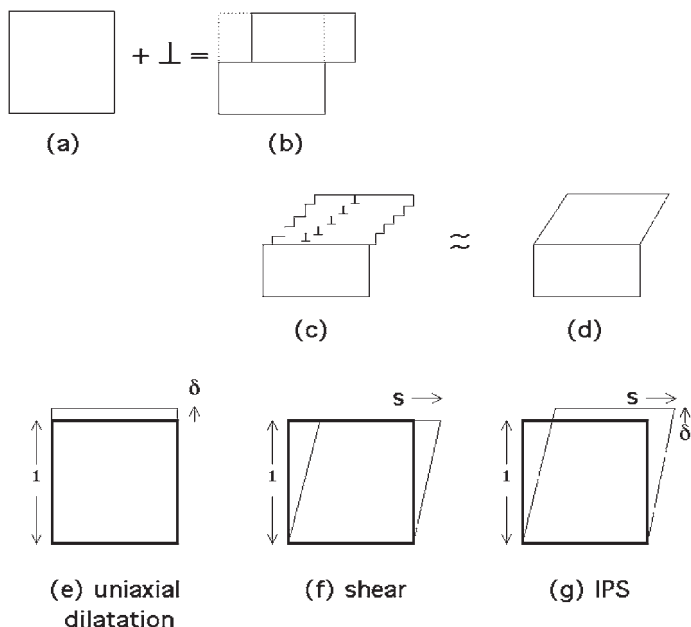 + ⊥ =
(a)
(b)
≈
(c)
(d)
δ
1
(e) uniaxial
dilatation
s
1
(f) shear
s
δ
1
(g) IPS